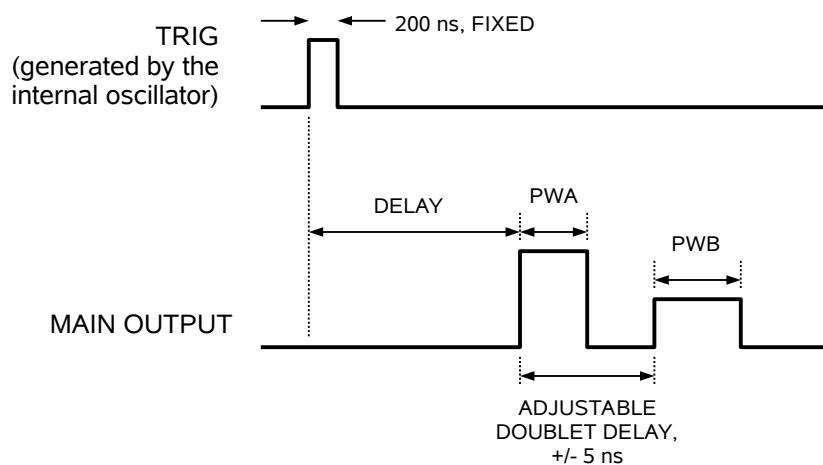 200 ns, FIXED
TRIG
(generated by the
internal oscillator)
DELAY
PWA
PWB
MAIN OUTPUT
ADJUSTABLE
DOUBLET DELAY,
+/- 5 ns